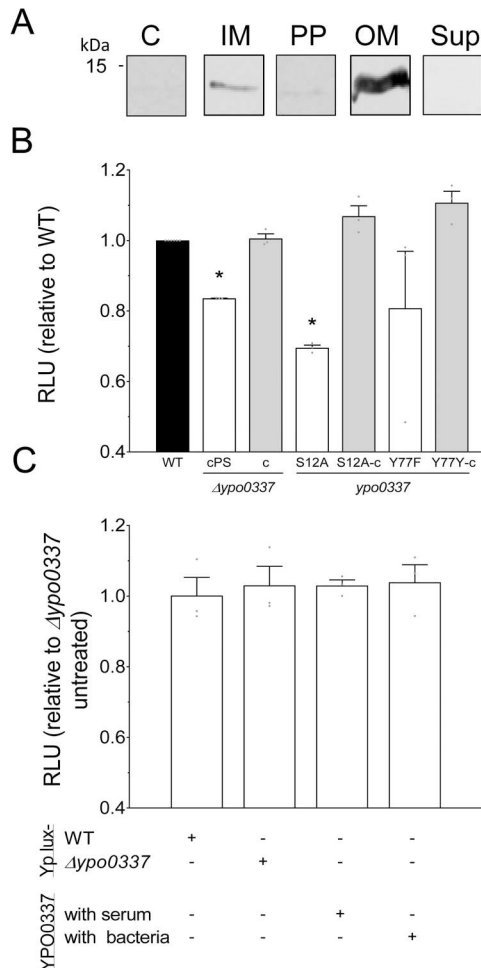 A
kDa C IM PP OM Sup
15 -
B
RLU (relative to WT)
1.2
1.0
0.8
0.6
0.4
* *
WT cPS c S12A S12A-c Y77F Y77Y-c
Δypo0337 ypo0337
C
RLU (relative to Δypo0337
untreated)
1.2
1.0
0.8
0.6
0.4
Yp lux-
WT + - - -
Δypo0337 - + - -
YPO0337
with serum - - + -
with bacteria - - - +